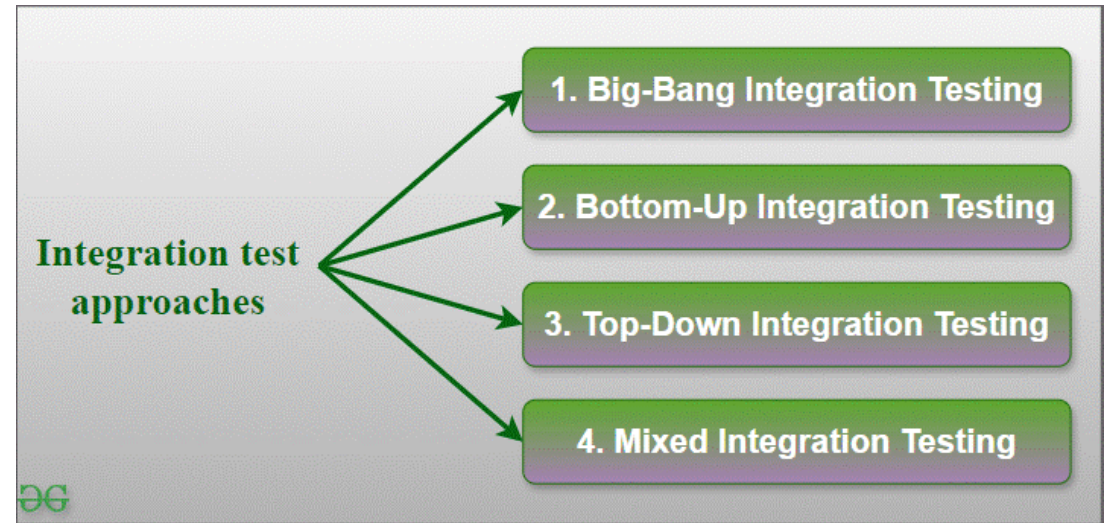 Integration test
approaches
1. Big-Bang Integration Testing
2. Bottom-Up Integration Testing
3. Top-Down Integration Testing
4. Mixed Integration Testing